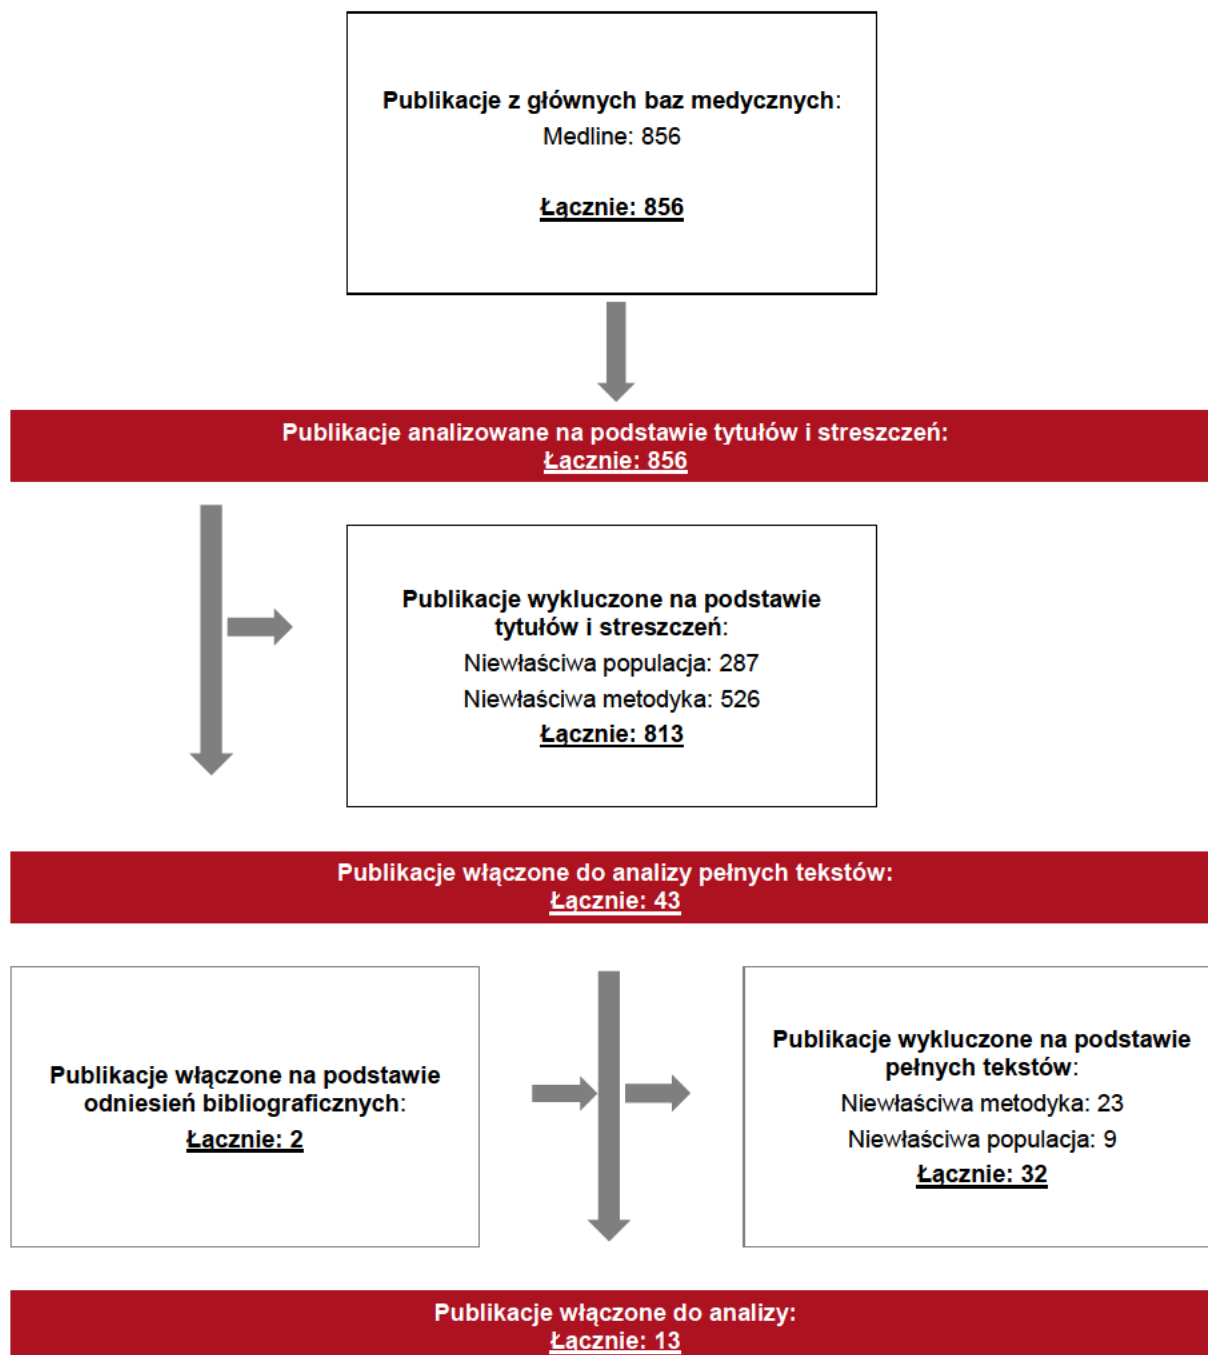 Publikacje z głównych baz medycznych:
Medline: 856
Łącznie: 856
Publikacje analizowane na podstawie tytułów i streszczeń:
Łącznie: 856
Publikacje wykluczone na podstawie
tytułów i streszczeń:
Niewłaściwa populacja: 287
Niewłaściwa metodyka: 526
Łącznie: 813
Publikacje włączone do analizy pełnych tekstów:
Łącznie: 43
Publikacje włączone na podstawie
odniesień bibliograficznych:
Łącznie: 2
Publikacje wykluczone na podstawie
pełnych tekstów:
Niewłaściwa metodyka: 23
Niewłaściwa populacja: 9
Łącznie: 32
Publikacje włączone do analizy:
Łącznie: 13